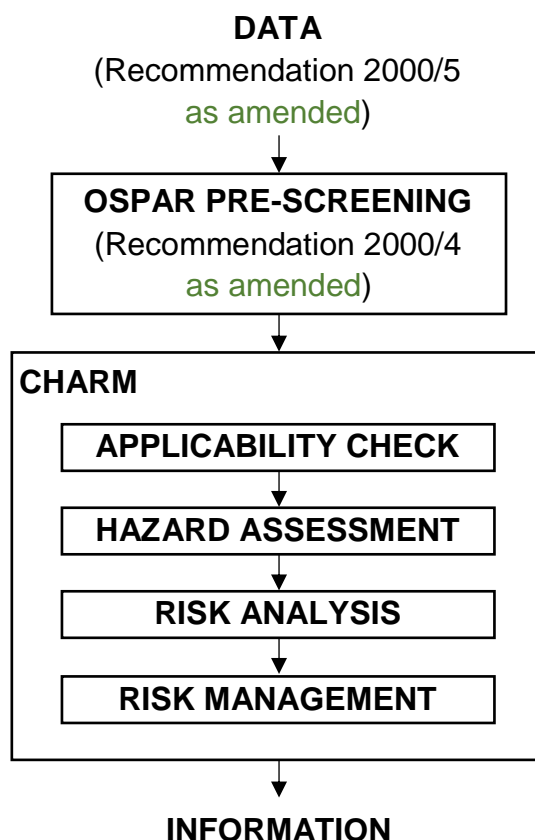 DATA
(Recommendation 2000/5
as amended)
OSPAR PRE-SCREENING
(Recommendation 2000/4
as amended)
CHARM
APPLICABILITY CHECK
HAZARD ASSESSMENT
RISK ANALYSIS
RISK MANAGEMENT
INFORMATION